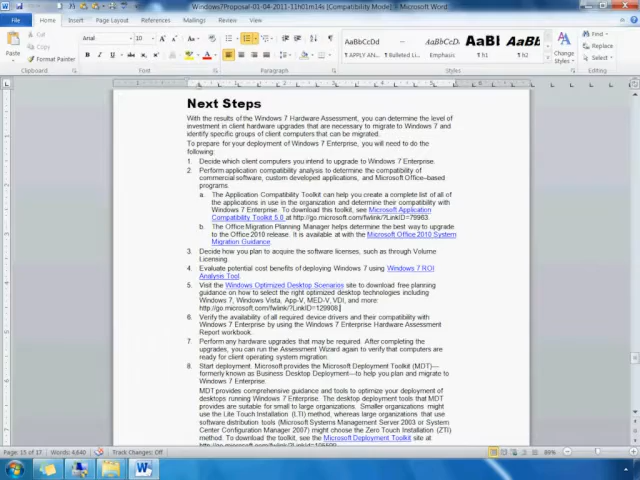 Windows7Proposal-01-04-2011-11h01m14s [Compatibility Mode] - Microsoft Word
File Home Insert Page Layout References Mailings Review View
Paste Cut Copy Format Painter
Arial 10
AaBbCcDd AaBbCcDd AaBbCcDd AaBl AaBbC
¶ APPLY AN... ¶ Bulleted Li... Emphasis ¶ h1 ¶ h2
Change Styles
Find
Replace
Select
Clipboard Font Paragraph Styles Editing
Next Steps
With the results of the Windows 7 Hardware Assessment, you can determine the level of
investment in client hardware upgrades that are necessary to migrate to Windows 7 and
identify specific groups of client computers that can be migrated.
To prepare for your deployment of Windows 7 Enterprise, you will need to do the
following:
1. Decide which client computers you intend to upgrade to Windows 7 Enterprise.
2. Perform application compatibility analysis to determine the compatibility of
commercial software, custom developed applications, and Microsoft Office–based
programs.
a. The Application Compatibility Toolkit can help you create a complete list of all of
the applications in use in the organization and determine their compatibility with
Windows 7 Enterprise. To download this toolkit, see Microsoft Application
Compatibility Toolkit 5.0 at http://go.microsoft.com/fwlink/?LinkID=79963.
b. The Office Migration Planning Manager helps determine the best way to upgrade
to the Office 2010 release. It is available at with the Microsoft Office 2010 System
Migration Guidance.
3. Decide how you plan to acquire the software licenses, such as through Volume
Licensing.
4. Evaluate potential cost benefits of deploying Windows 7 using Windows 7 ROI
Analysis Tool.
5. Visit the Windows Optimized Desktop Scenarios site to download free planning
guidance on how to select the right optimized desktop technologies including
Windows 7, Windows Vista, App-V, MED-V, VDI, and more:
http://go.microsoft.com/fwlink/?LinkID=129908.
6. Verify the availability of all required device drivers and their compatibility with
Windows 7 Enterprise by using the Windows 7 Enterprise Hardware Assessment
Report workbook.
7. Perform any hardware upgrades that may be required. After completing the
upgrades, you can run the Assessment Wizard again to verify that computers are
ready for client operating system migration.
8. Start deployment. Microsoft provides the Microsoft Deployment Toolkit (MDT)—
formerly known as Business Desktop Deployment—to help you plan and migrate to
Windows 7 Enterprise.
MDT provides comprehensive guidance and tools to optimize your deployment of
desktops running Windows 7 Enterprise. The desktop deployment tools that MDT
provides are suitable for small to large organizations. Smaller organizations might
use the Lite Touch Installation (LTI) method, whereas large organizations that use
software distribution tools (Microsoft Systems Management Server 2003 or System
Center Configuration Manager 2007) might choose the Zero Touch Installation (ZTI)
method. To download the toolkit, see the Microsoft Deployment Toolkit site at
Page: 15 of 17 Words: 4,640 Track Changes: Off 89%